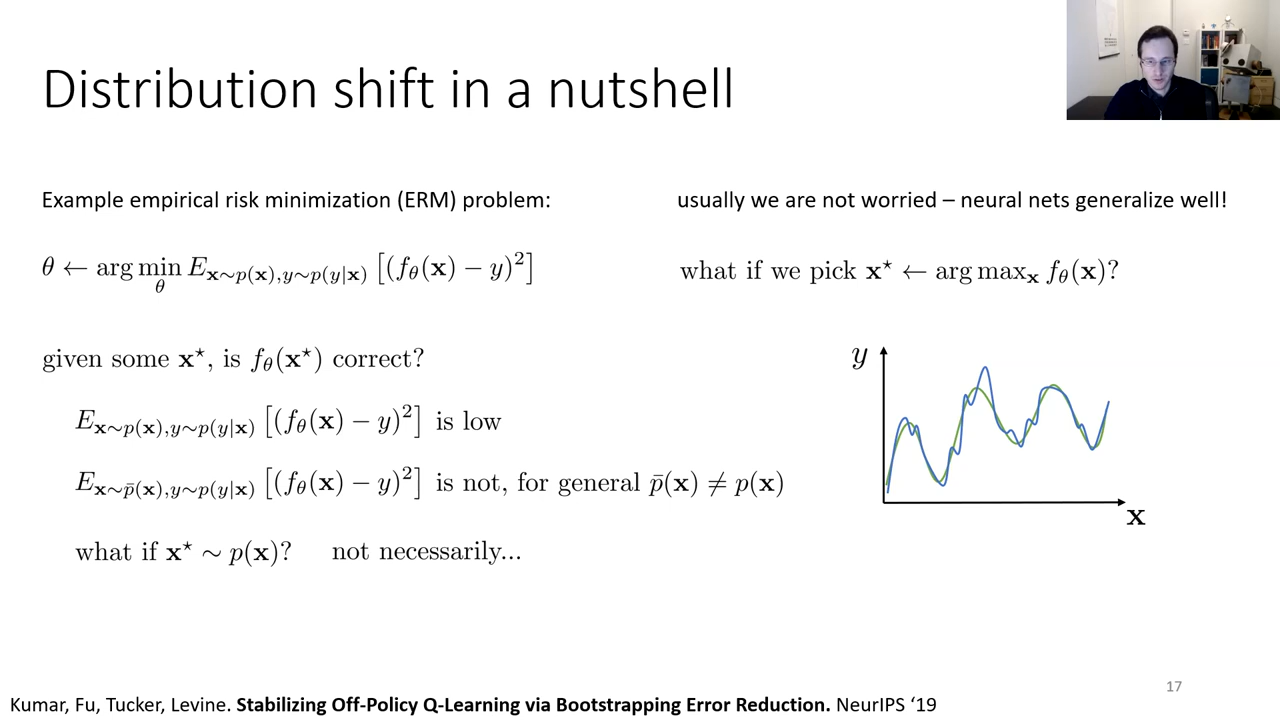 Distribution shift in a nutshell
Example empirical risk minimization (ERM) problem:
θ ← arg min_θ E_{x∼p(x),y∼p(y|x)} [(f_θ(x) − y)²]
given some x⋆, is f_θ(x⋆) correct?
E_{x∼p(x),y∼p(y|x)} [(f_θ(x) − y)²] is low
E_{x∼p̄(x),y∼p(y|x)} [(f_θ(x) − y)²] is not, for general p̄(x) ≠ p(x)
what if x⋆ ∼ p(x)? not necessarily...
usually we are not worried – neural nets generalize well!
what if we pick x⋆ ← arg max_x f_θ(x)?
y
x
17
Kumar, Fu, Tucker, Levine. Stabilizing Off-Policy Q-Learning via Bootstrapping Error Reduction. NeurIPS ‘19